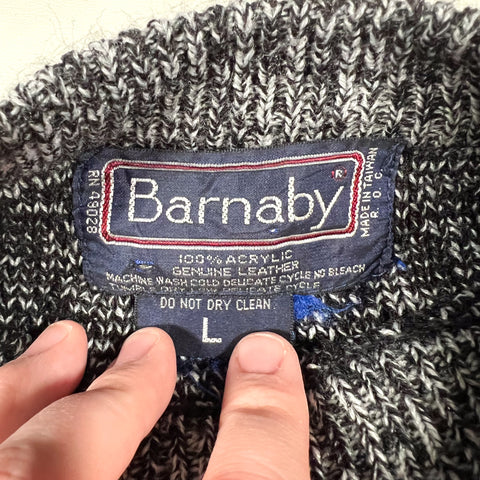 Barnaby®
RN 49028
MADE IN TAIWAN
R. O. C.
100% ACRYLIC
GENUINE LEATHER
MACHINE WASH COLD DELICATE CYCLE NO BLEACH
TUMBLE DRY LOW DELICATE CYCLE
DO NOT DRY CLEAN
L